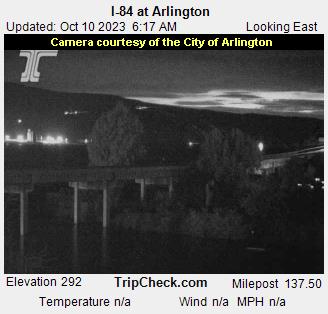 I-84 at Arlington
Updated: Oct 10 2023 6:17 AM Looking East
Camera courtesy of the City of Arlington
Elevation 292 TripCheck.com Milepost 137.50
Temperature n/a Wind n/a MPH n/a